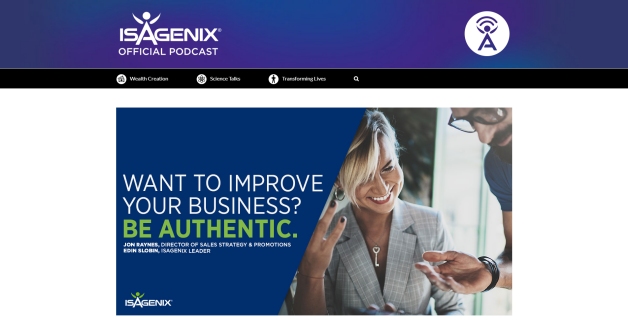 ISAGENIX®
OFFICIAL PODCAST
Wealth Creation
Science Talks
Transforming Lives
WANT TO IMPROVE
YOUR BUSINESS?
BE AUTHENTIC.
JON RAYNES, DIRECTOR OF SALES STRATEGY & PROMOTIONS
EDIN SLOBIN, ISAGENIX LEADER
ISAGENIX